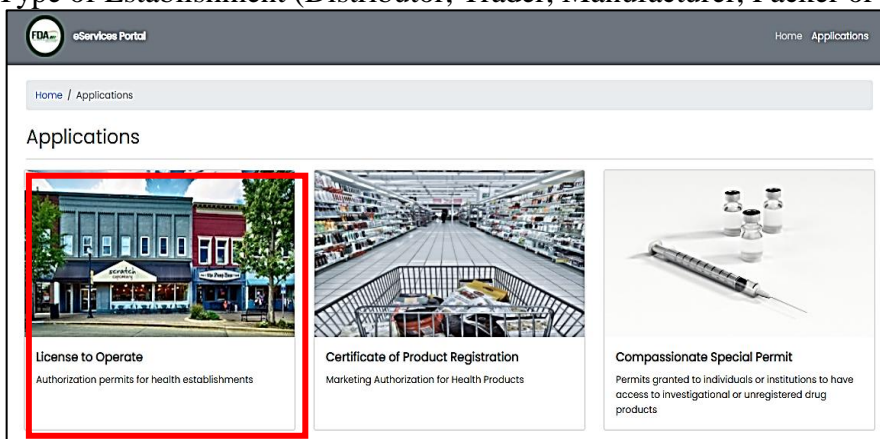 Type of Establishment (Distributor, Trader, Manufacturer, Packer or
FDA
eServices Portal
Home Applications
Home / Applications
Applications
scratch
License to Operate
Authorization permits for health establishments
Certificate of Product Registration
Marketing Authorization for Health Products
Compassionate Special Permit
Permits granted to individuals or institutions to have
access to investigational or unregistered drug
products